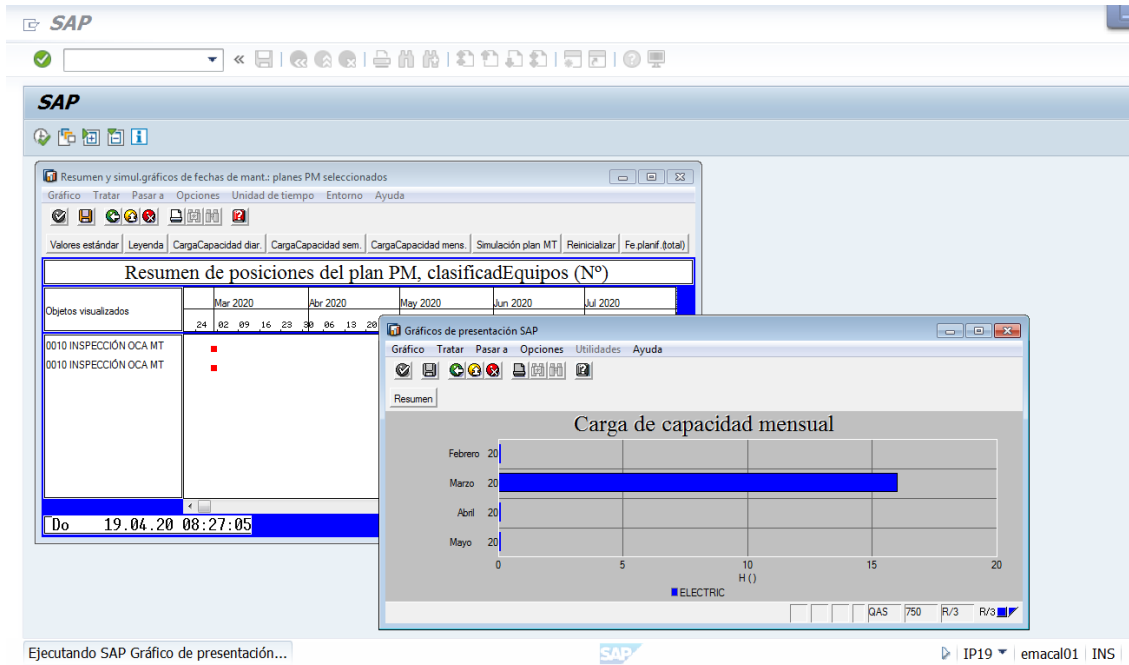 SAP
SAP
Resumen y simul.gráficos de fechas de mant.: planes PM seleccionados
Gráfico Tratar Pasar a Opciones Unidad de tiempo Entorno Ayuda
Valores estándar Leyenda CargaCapacidad diar. CargaCapacidad sem. CargaCapacidad mens. Simulación plan MT Reinicializar Fe.planif.(total)
Resumen de posiciones del plan PM, clasificadEquipos (Nº)
Objetos visualizados
Mar 2020 Abr 2020 May 2020 Jun 2020 Jul 2020
24 02 09 16 23 30 06 13 20
0010 INSPECCIÓN OCA MT
0010 INSPECCIÓN OCA MT
Do 19.04.20 08:27:05
Gráficos de presentación SAP
Gráfico Tratar Pasar a Opciones Utilidades Ayuda
Resumen
Carga de capacidad mensual
Febrero 20
Marzo 20
Abril 20
Mayo 20
0 5 10 15 20
H ()
ELECTRIC
QAS 750 R/3 R/3
Ejecutando SAP Gráfico de presentación...
SAP
IP19 emacal01 INS